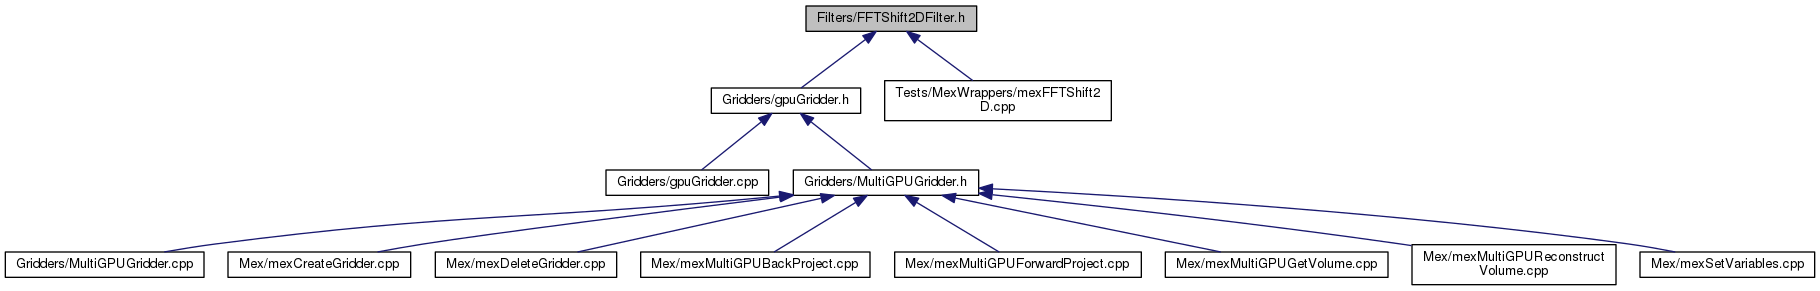 Filters/FFTShift2DFilter.h
Gridders/gpuGridder.h
Tests/MexWrappers/mexFFTShift2
D.cpp
Gridders/gpuGridder.cpp
Gridders/MultiGPUGridder.h
Gridders/MultiGPUGridder.cpp
Mex/mexCreateGridder.cpp
Mex/mexDeleteGridder.cpp
Mex/mexMultiGPUBackProject.cpp
Mex/mexMultiGPUForwardProject.cpp
Mex/mexMultiGPUGetVolume.cpp
Mex/mexMultiGPUReconstruct
Volume.cpp
Mex/mexSetVariables.cpp